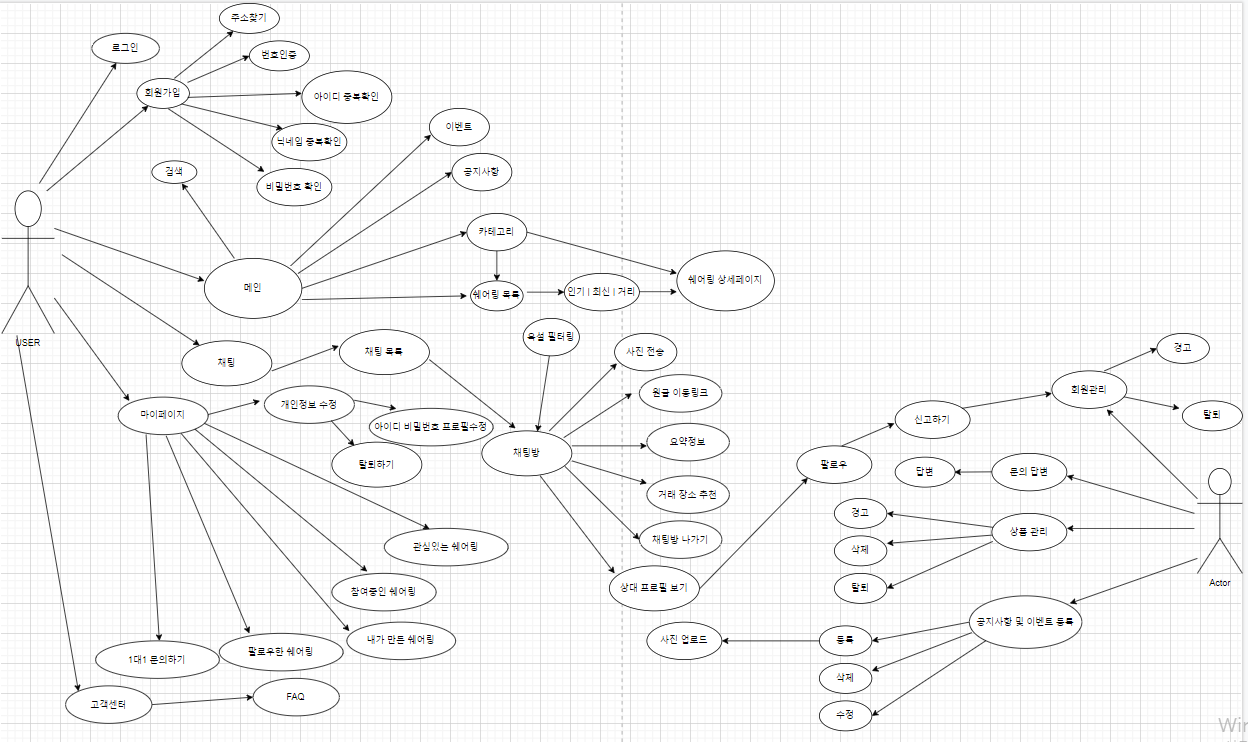 주소찾기
로그인
번호인증
회원가입
아이디 중복확인
이벤트
닉네임 중복확인
검색
공지사항
비밀번호 확인
카테고리
쉐어링 상세페이지
메인
쉐어링 목록
인기 | 최신 | 거리
USER
욕설 필터링
채팅
채팅 목록
사진 전송
경고
원글 이동링크
회원관리
개인정보 수정
마이페이지
아이디 비밀번호 프로필수정
신고하기
탈퇴
요약정보
채팅방
탈퇴하기
팔로우
답변
문의 답변
거래 장소 추천
경고
상품 관리
채팅방 나가기
관심있는 쉐어링
삭제
Actor
상대 프로필 보기
탈퇴
참여중인 쉐어링
공지사항 및 이벤트 등록
내가 만든 쉐어링
사진 업로드
등록
팔로우한 쉐어링
1대1 문의하기
삭제
고객센터
FAQ
수정
Win